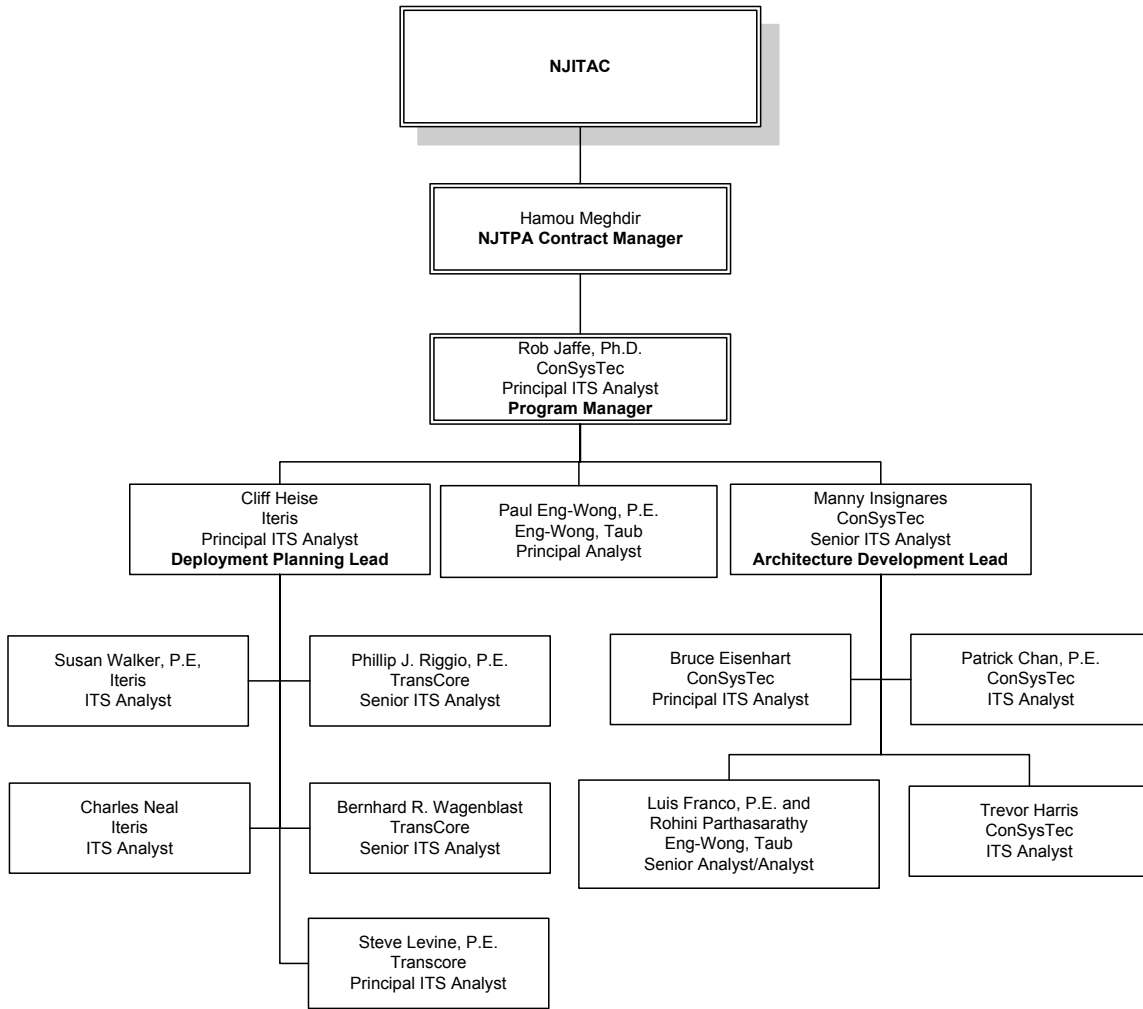 NJITAC
Hamou Meghdir
NJTPA Contract Manager
Rob Jaffe, Ph.D.
ConSysTec
Principal ITS Analyst
Program Manager
Cliff Heise
Iteris
Principal ITS Analyst
Deployment Planning Lead
Paul Eng-Wong, P.E.
Eng-Wong, Taub
Principal Analyst
Manny Insignares
ConSysTec
Senior ITS Analyst
Architecture Development Lead
Susan Walker, P.E,
Iteris
ITS Analyst
Phillip J. Riggio, P.E.
TransCore
Senior ITS Analyst
Bruce Eisenhart
ConSysTec
Principal ITS Analyst
Patrick Chan, P.E.
ConSysTec
ITS Analyst
Charles Neal
Iteris
ITS Analyst
Bernhard R. Wagenblast
TransCore
Senior ITS Analyst
Luis Franco, P.E. and
Rohini Parthasarathy
Eng-Wong, Taub
Senior Analyst/Analyst
Trevor Harris
ConSysTec
ITS Analyst
Steve Levine, P.E.
Transcore
Principal ITS Analyst